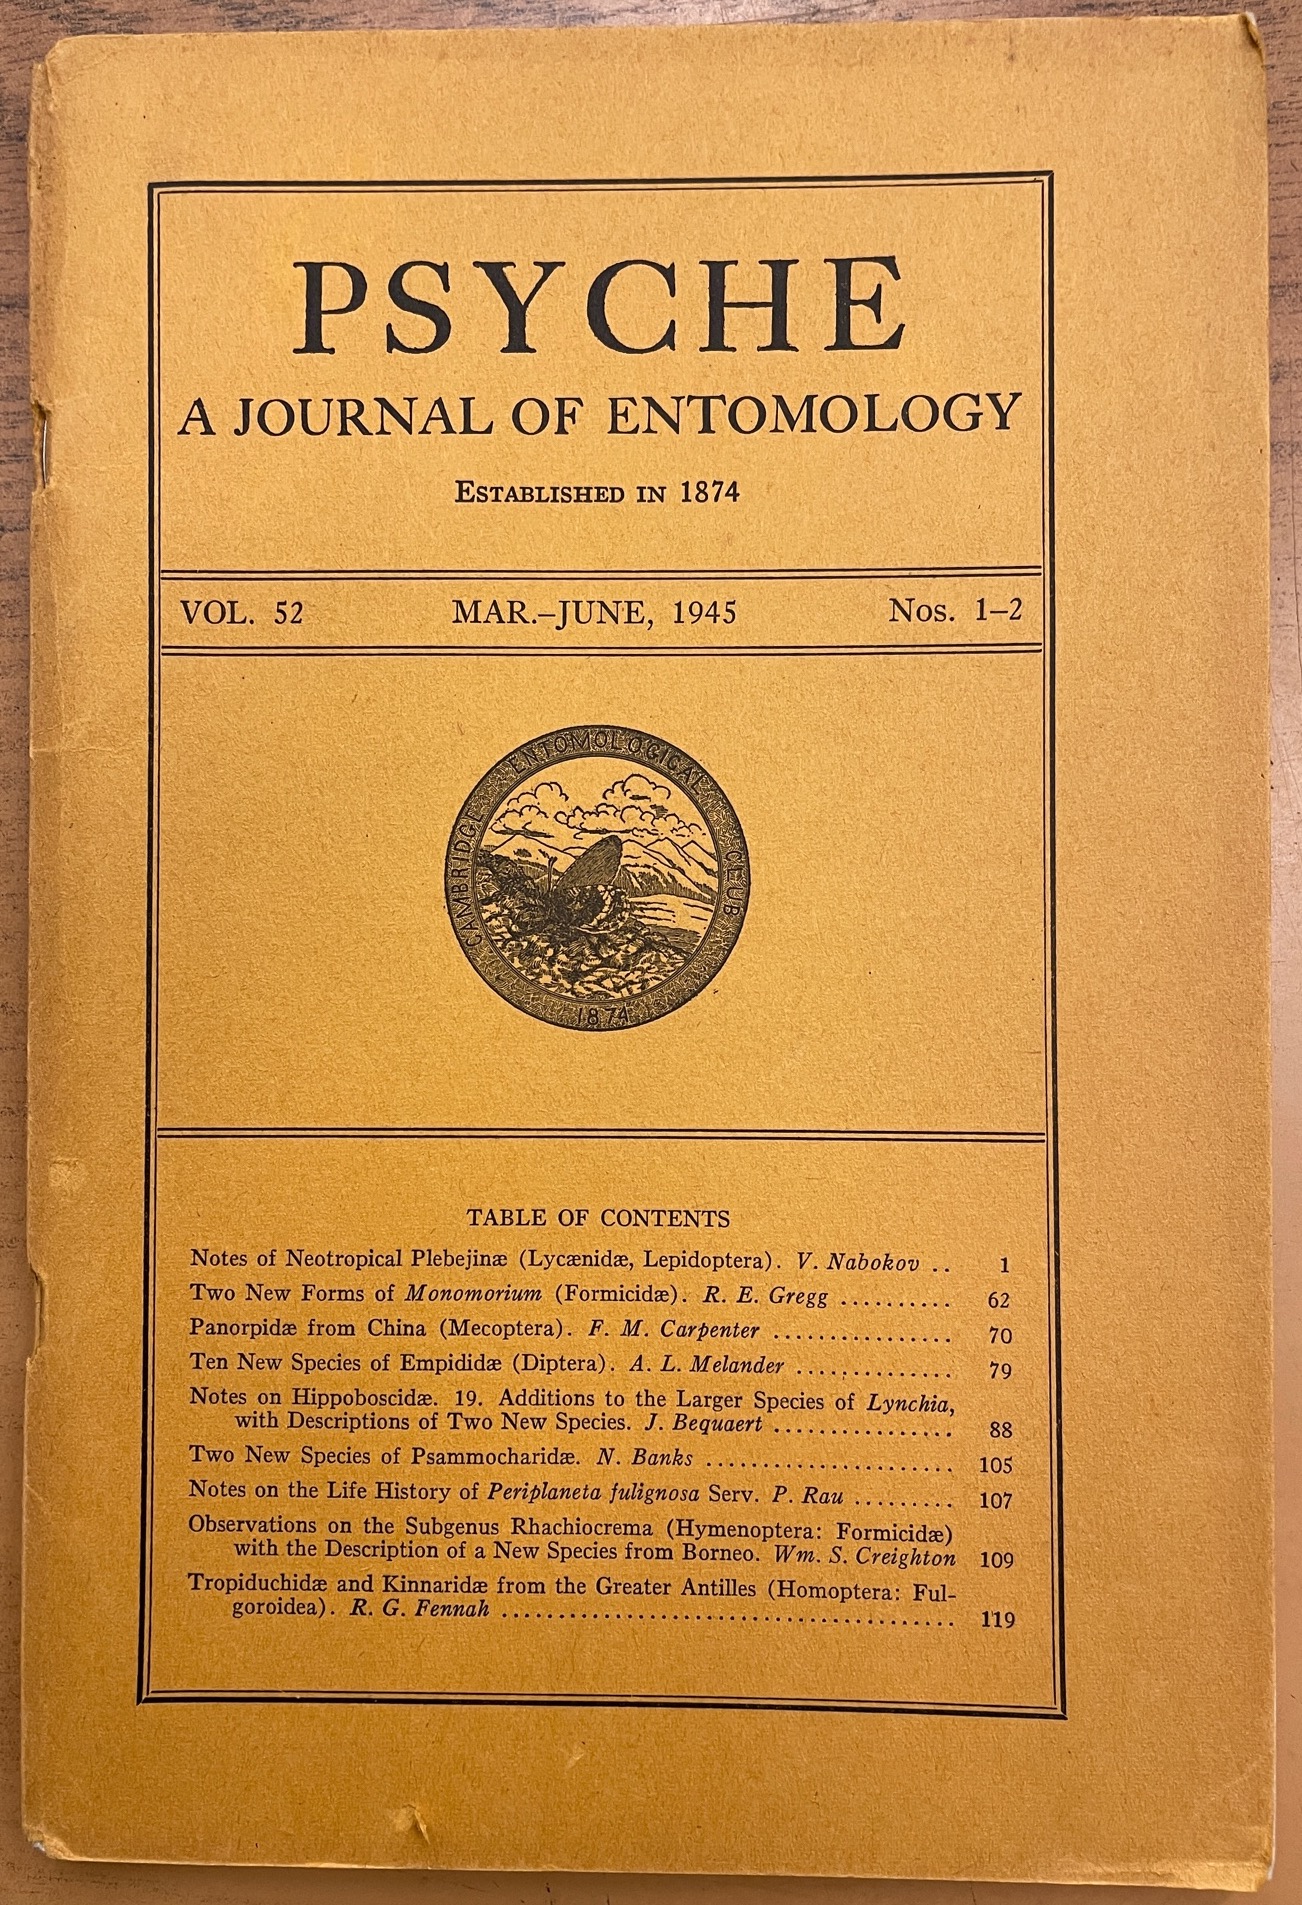 PSYCHE
A JOURNAL OF ENTOMOLOGY
ESTABLISHED IN 1874
VOL. 52 MAR.–JUNE, 1945 Nos. 1–2
CAMBRIDGE ENTOMOLOGICAL CLUB
1874
TABLE OF CONTENTS
Notes of Neotropical Plebejinæ (Lycænidæ, Lepidoptera). V. Nabokov .. 1
Two New Forms of Monomorium (Formicidæ). R. E. Gregg .......... 62
Panorpidæ from China (Mecoptera). F. M. Carpenter ................ 70
Ten New Species of Empididæ (Diptera). A. L. Melander .............. 79
Notes on Hippoboscidæ. 19. Additions to the Larger Species of Lynchia,
with Descriptions of Two New Species. J. Bequaert ................ 88
Two New Species of Psammocharidæ. N. Banks ...................... 105
Notes on the Life History of Periplaneta fulignosa Serv. P. Rau ......... 107
Observations on the Subgenus Rhachiocrema (Hymenoptera: Formicidæ)
with the Description of a New Species from Borneo. Wm. S. Creighton 109
Tropiduchidæ and Kinnaridæ from the Greater Antilles (Homoptera: Ful-
goroidea). R. G. Fennah ........................................ 119